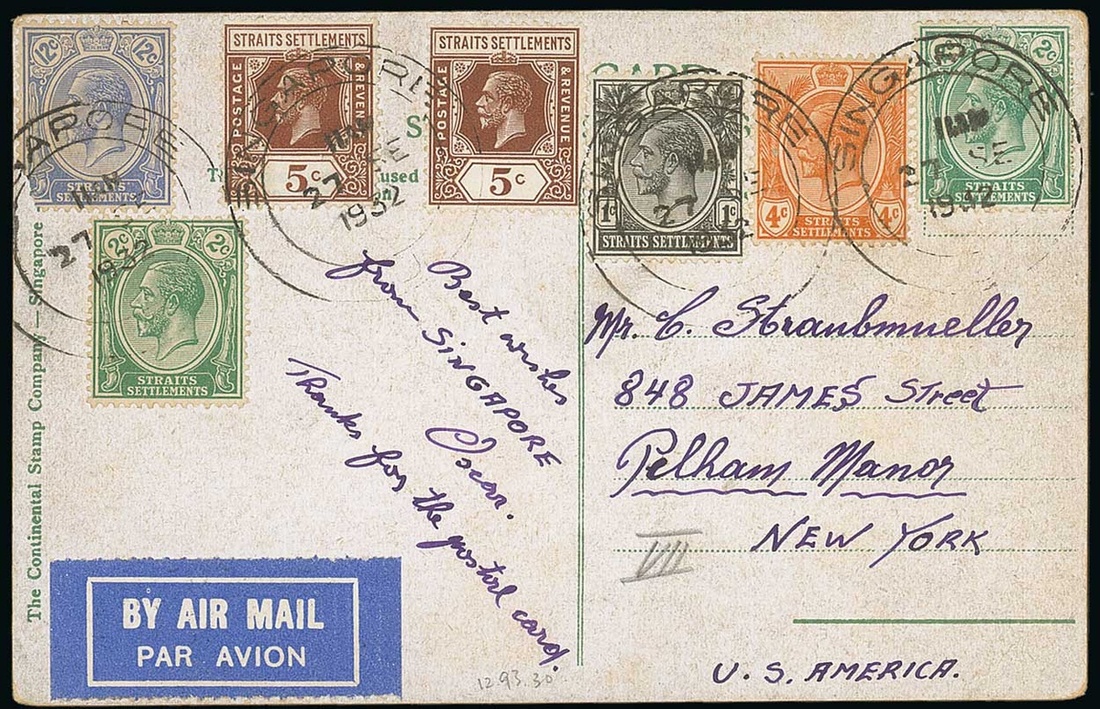 12c 12c
STRAITS
SETTLEMENTS
STRAITS SETTLEMENTS
POSTAGE & REVENUE
5c
STRAITS SETTLEMENTS
POSTAGE & REVENUE
5c
1c 1c
STRAITS SETTLEMENTS
4c 4c
STRAITS
SETTLEMENTS
2c 2c
STRAITS
SETTLEMENTS
2c 2c
STRAITS
SETTLEMENTS
SINGAPORE
27 SE
1932
CARD
used
The Continental Stamp Company — Singapore
Best wishes
from SINGAPORE
Oscar.
Thanks for the postal card.
Mr. C. Straubmueller
848 JAMES Street
Pelham Manor
NEW YORK
VII
U. S. AMERICA.
BY AIR MAIL
PAR AVION
12.93.30